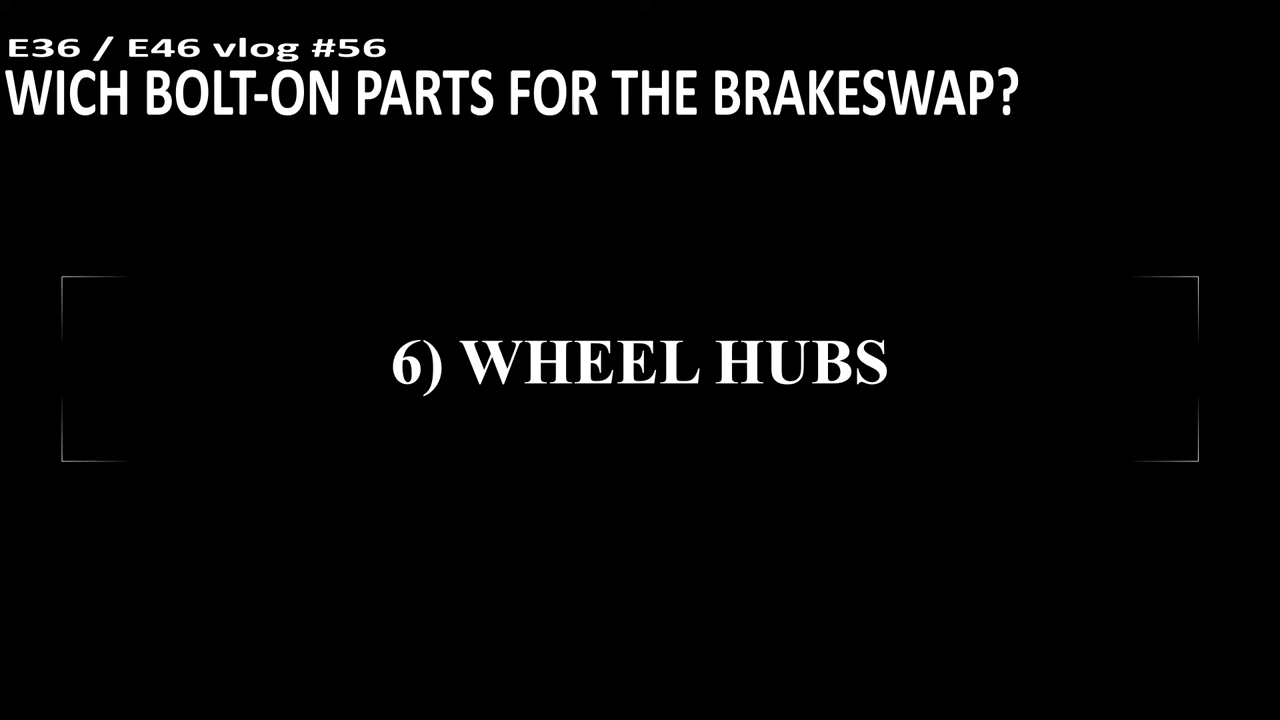 E36 / E46 vlog #56
WICH BOLT-ON PARTS FOR THE BRAKESWAP?
6) WHEEL HUBS